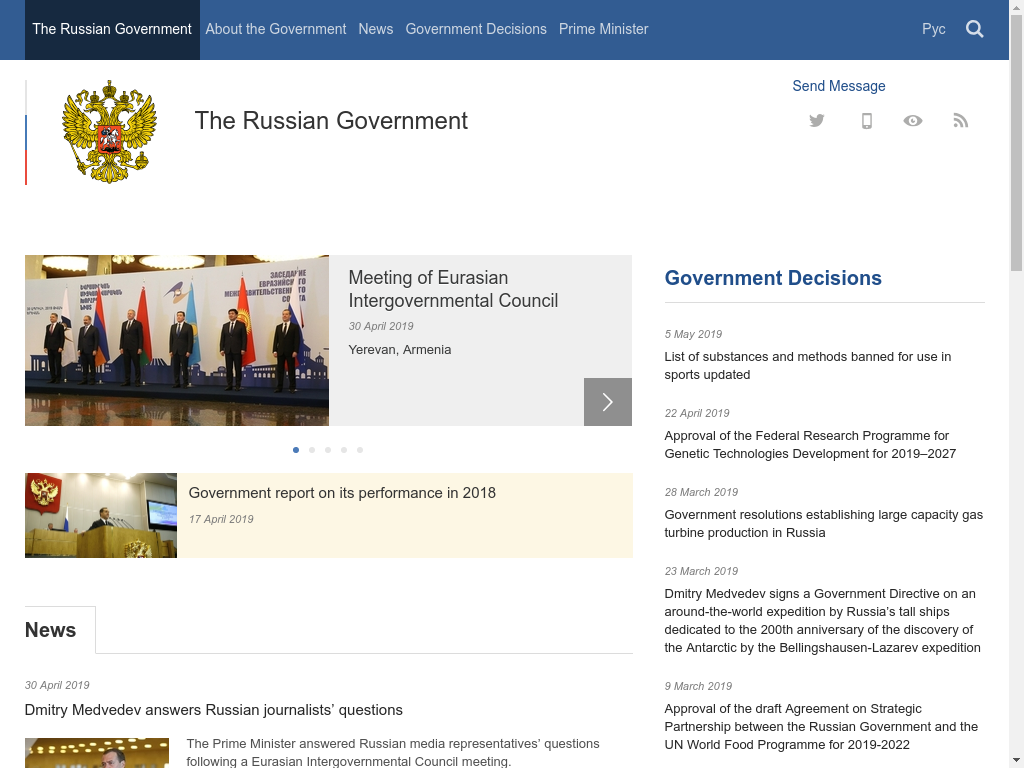 The Russian Government
About the Government
News
Government Decisions
Prime Minister
Рус
Send Message
The Russian Government
ЗАСЕДАНИЕ
ЕВРАЗИЙСКОГО
МЕЖПРАВИТЕЛЬСТВЕННОГО
СОВЕТА
Meeting of Eurasian
Intergovernmental Council
30 April 2019
Yerevan, Armenia
Government report on its performance in 2018
17 April 2019
News
30 April 2019
Dmitry Medvedev answers Russian journalists’ questions
The Prime Minister answered Russian media representatives’ questions
following a Eurasian Intergovernmental Council meeting.
Government Decisions
5 May 2019
List of substances and methods banned for use in
sports updated
22 April 2019
Approval of the Federal Research Programme for
Genetic Technologies Development for 2019–2027
28 March 2019
Government resolutions establishing large capacity gas
turbine production in Russia
23 March 2019
Dmitry Medvedev signs a Government Directive on an
around-the-world expedition by Russia’s tall ships
dedicated to the 200th anniversary of the discovery of
the Antarctic by the Bellingshausen-Lazarev expedition
9 March 2019
Approval of the draft Agreement on Strategic
Partnership between the Russian Government and the
UN World Food Programme for 2019-2022